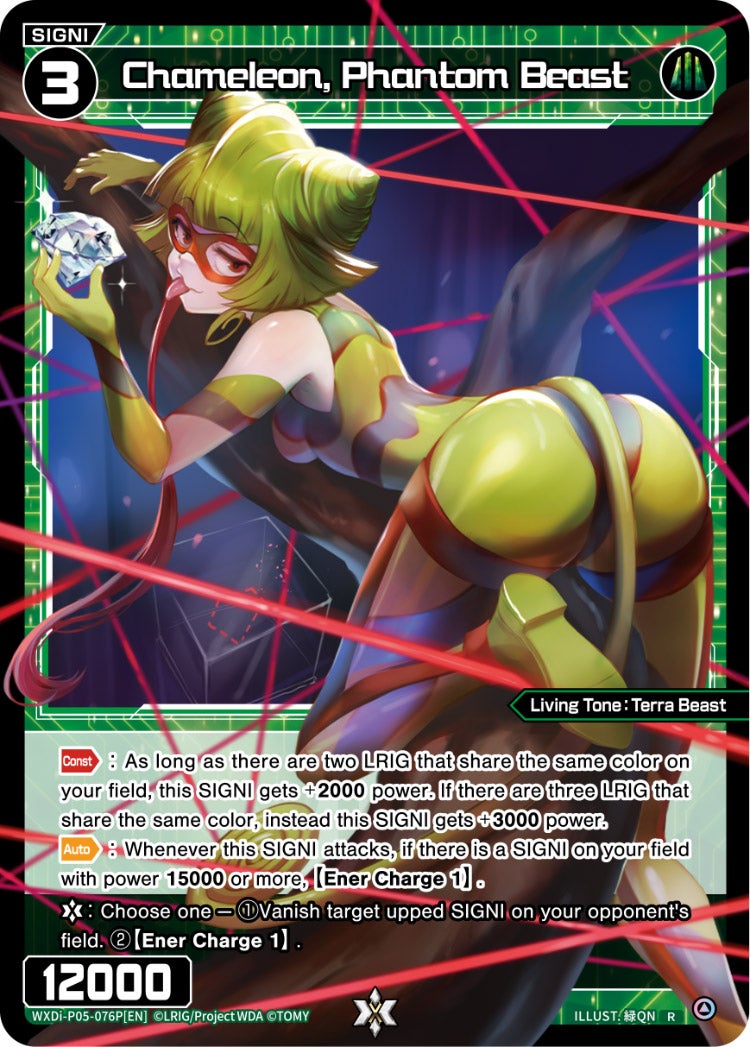 SIGNI
3 Chameleon, Phantom Beast
Living Tone : Terra Beast
Const : As long as there are two LRIG that share the same color on
your field, this SIGNI gets +2000 power. If there are three LRIG that
share the same color, instead this SIGNI gets +3000 power.
Auto : Whenever this SIGNI attacks, if there is a SIGNI on your field
with power 15000 or more, 【Ener Charge 1】 .
: Choose one – ①Vanish target upped SIGNI on your opponent's
field. ②【Ener Charge 1】 .
12000
WXDi-P05-076P[EN] ©LRIG/Project WDA ©TOMY ILLUST. 緑QN R